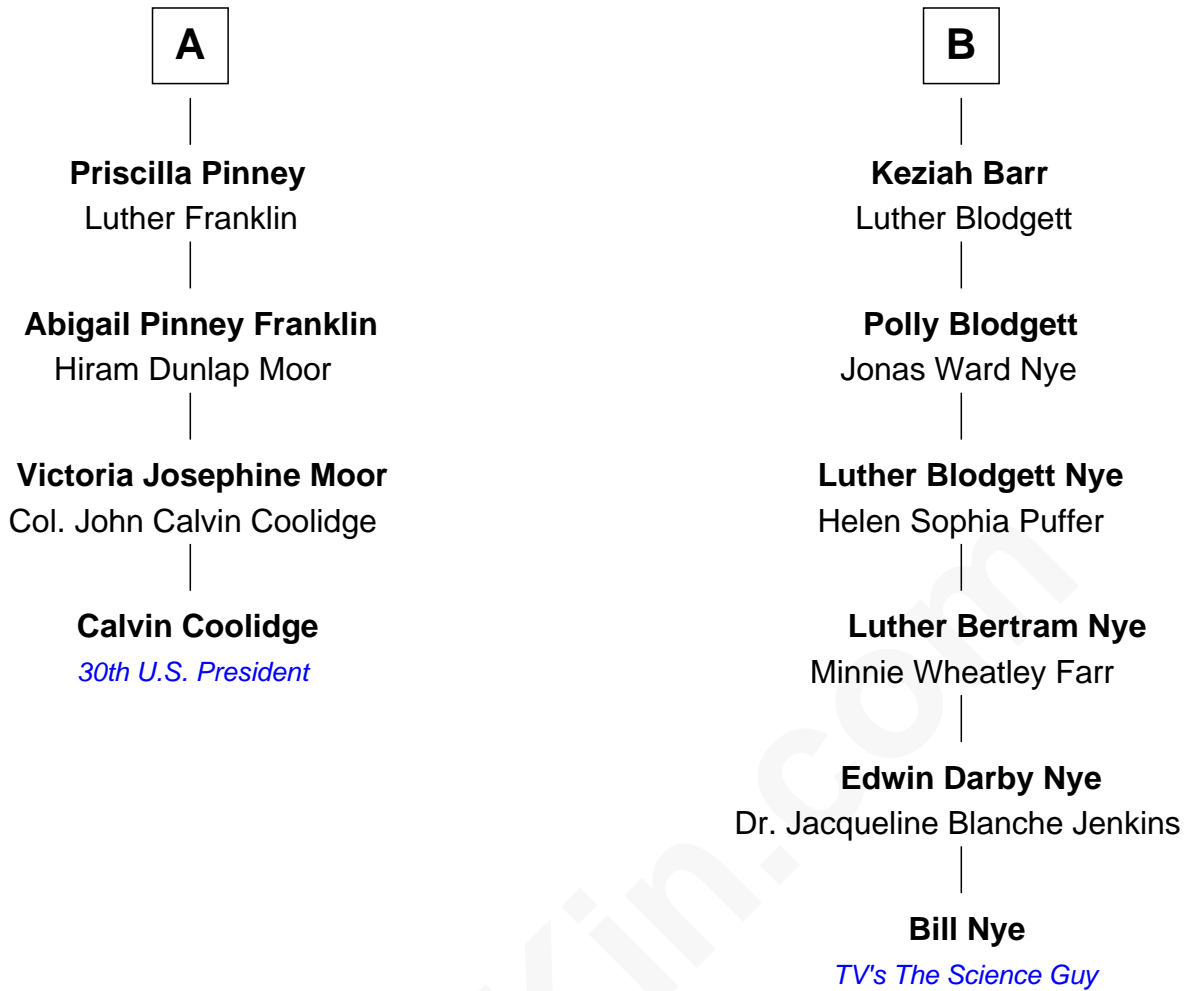 A
Priscilla Pinney
Luther Franklin
Abigail Pinney Franklin
Hiram Dunlap Moor
Victoria Josephine Moor
Col. John Calvin Coolidge
Calvin Coolidge
30th U.S. President
B
Keziah Barr
Luther Blodgett
Polly Blodgett
Jonas Ward Nye
Luther Blodgett Nye
Helen Sophia Puffer
Luther Bertram Nye
Minnie Wheatley Farr
Edwin Darby Nye
Dr. Jacqueline Blanche Jenkins
Bill Nye
TV's The Science Guy